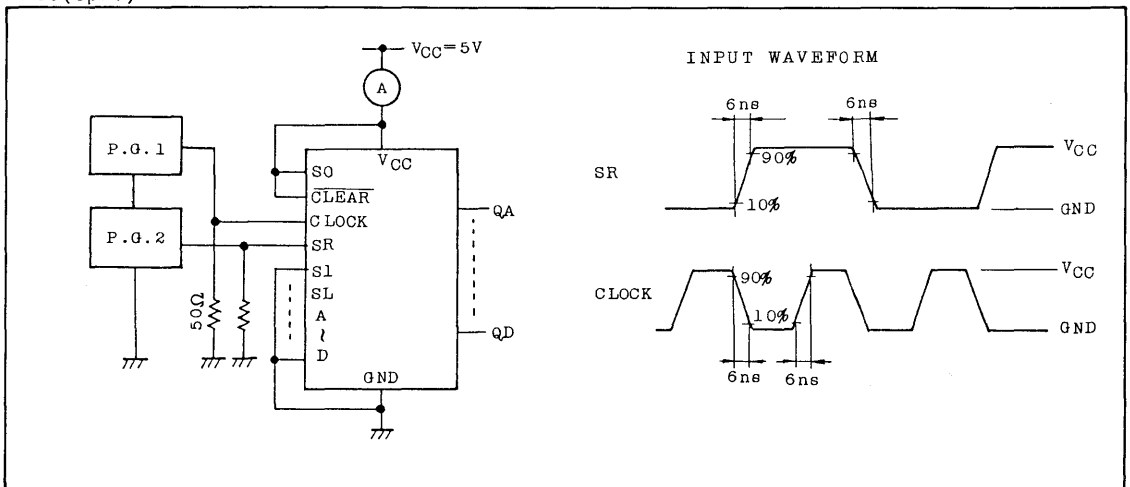 VCC=5V
A
P.G.1
P.G.2
50Ω
VCC
S0
CLEAR
CLOCK
SR
S1
SL
A
~
D
GND
QA
QD
INPUT WAVEFORM
6ns
6ns
SR
90%
10%
VCC
GND
CLOCK
90%
10%
VCC
GND
6ns
6ns